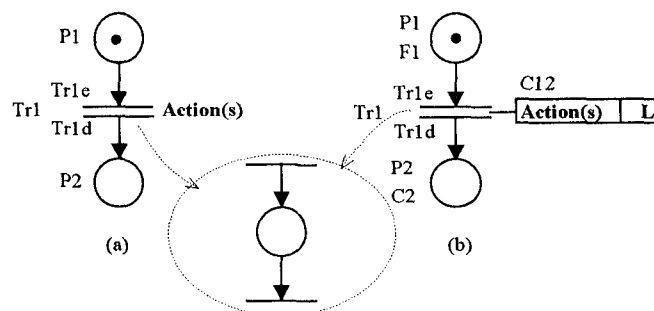 P1
Tr1e
Tr1
Action(s)
Tr1d
P2
(a)
P1
F1
Tr1e
C12
Tr1
Action(s)
L
Tr1d
P2
C2
(b)